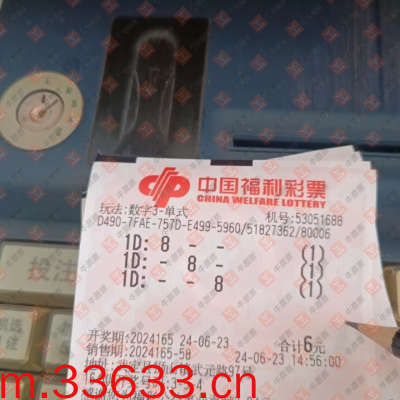 中国福利彩票
CHINA WELFARE LOTTERY
玩法:数字3-单式 机号:53051688
D490-7FAE-757D-E499-5960/51827362/80006
1D: 8 - - (1)
1D: - 8 - (1)
1D: - - 8 (1)
开奖期:2024165 24-06-23 合计6元
销售期:2024165-58 24-06-23 14:56:00
投注
m.33633.cn